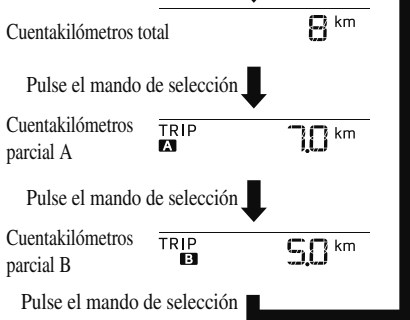 Cuentakilómetros total 8 km
Pulse el mando de selección
Cuentakilómetros
parcial A
TRIP
A
7.0 km
Pulse el mando de selección
Cuentakilómetros
parcial B
TRIP
B
5.0 km
Pulse el mando de selección